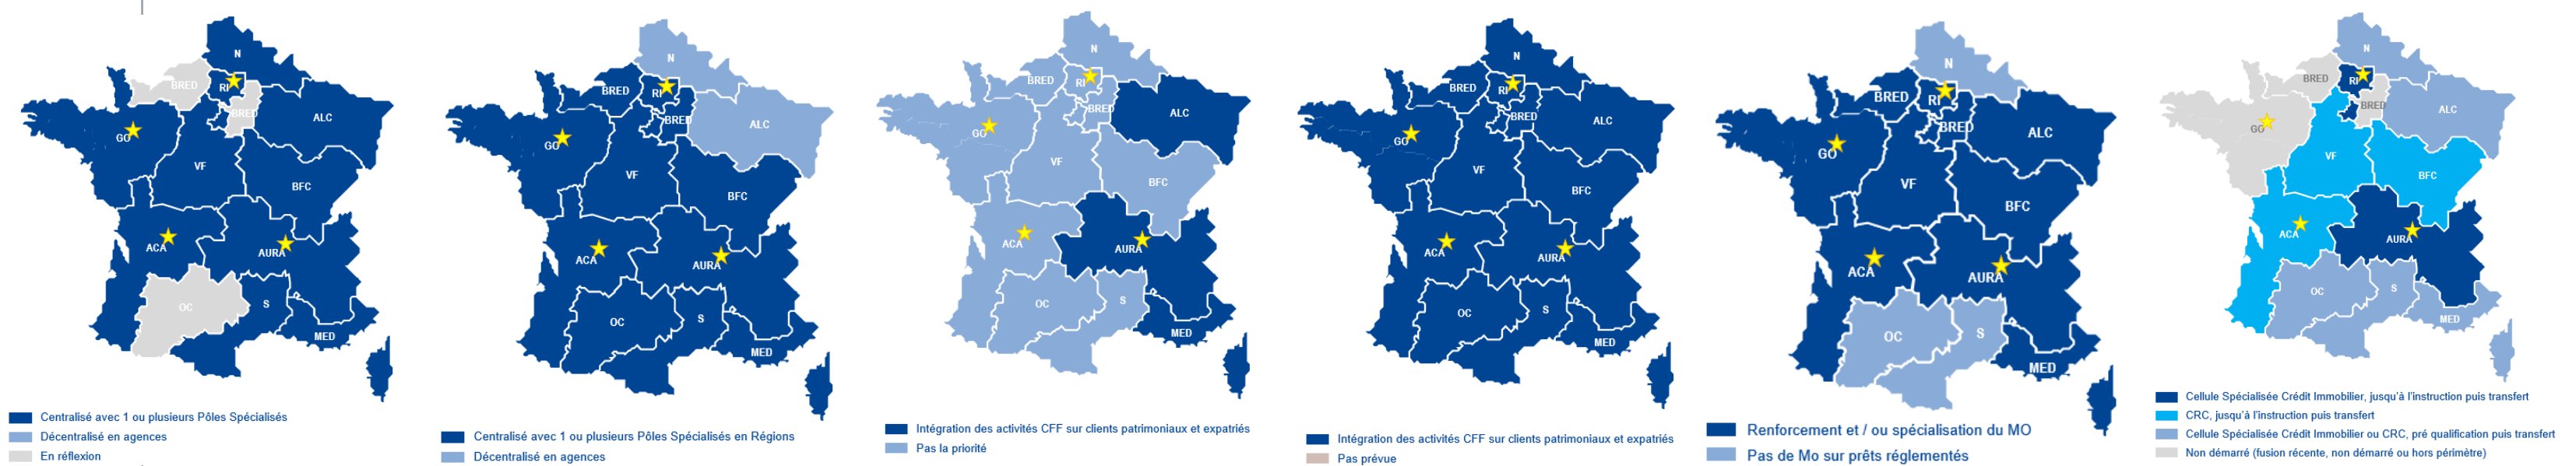 N
BRED
RI
BRED
ALC
GO
VF
BFC
ACA
AURA
OC
S
MED
Centralisé avec 1 ou plusieurs Pôles Spécialisés
Décentralisé en agences
En réflexion
N
BRED
RI
BRED
ALC
GO
VF
BFC
ACA
AURA
OC
S
MED
Centralisé avec 1 ou plusieurs Pôles Spécialisés en Régions
Décentralisé en agences
N
BRED
RI
BRED
ALC
GO
VF
BFC
ACA
AURA
OC
S
MED
Intégration des activités CFF sur clients patrimoniaux et expatriés
Pas la priorité
N
BRED
RI
BRED
ALC
GO
VF
BFC
ACA
AURA
OC
S
MED
Intégration des activités CFF sur clients patrimoniaux et expatriés
Pas prévue
N
BRED
RI
BRED
ALC
GO
VF
BFC
ACA
AURA
OC
S
MED
Renforcement et / ou spécialisation du MO
Pas de Mo sur prêts réglementés
N
BRED
RI
BRED
ALC
GO
VF
BFC
ACA
AURA
OC
S
MED
Cellule Spécialisée Crédit Immobilier, jusqu'à l'instruction puis transfert
CRC, jusqu'à l'instruction puis transfert
Cellule Spécialisée Crédit Immobilier ou CRC, pré qualification puis transfert
Non démarré (fusion récente, non démarré ou hors périmètre)